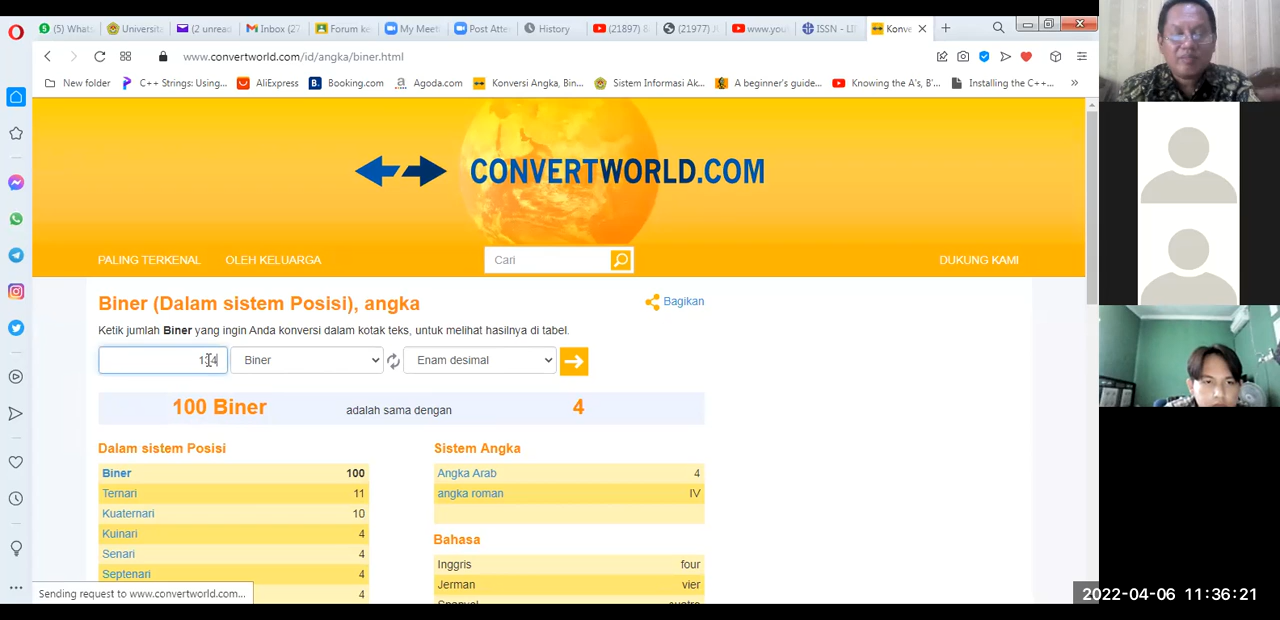 (5) Whats
Universita
(2 unread
Inbox (27
Forum ke
My Meeti
Post Atte
History
(21897) 8
(21977) J
www.you
ISSN - LI
Konve
www.convertworld.com/id/angka/biner.html
New folder
C++ Strings: Using...
AliExpress
Booking.com
Agoda.com
Konversi Angka, Bin...
Sistem Informasi Ak...
A beginner's guide...
Knowing the A's, B'...
Installing the C++...
»
CONVERTWORLD.COM
PALING TERKENAL
OLEH KELUARGA
Cari
DUKUNG KAMI
Biner (Dalam sistem Posisi), angka
Bagikan
Ketik jumlah Biner yang ingin Anda konversi dalam kotak teks, untuk melihat hasilnya di tabel.
Biner
Enam desimal
100 Biner
adalah sama dengan
4
Dalam sistem Posisi
Biner 100
Ternari 11
Kuaternari 10
Kuinari 4
Senari 4
Septenari 4
4
Sistem Angka
Angka Arab 4
angka roman IV
Bahasa
Inggris four
Jerman vier
Sending request to www.convertworld.com...
2022-04-06 11:36:21